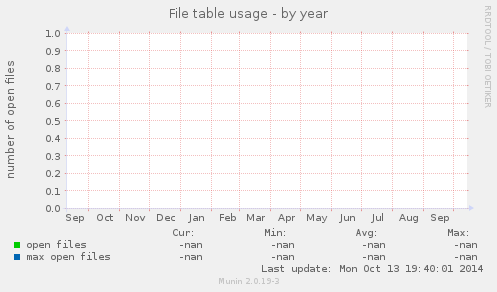 File table usage - by year
RRDTOOL / TOBI OETIKER
number of open files
1.0
0.9
0.8
0.7
0.6
0.5
0.4
0.3
0.2
0.1
0.0
Sep Oct Nov Dec Jan Feb Mar Apr May Jun Jul Aug Sep
Cur: Min: Avg: Max:
open files -nan -nan -nan -nan
max open files -nan -nan -nan -nan
Last update: Mon Oct 13 19:40:01 2014
Munin 2.0.19-3